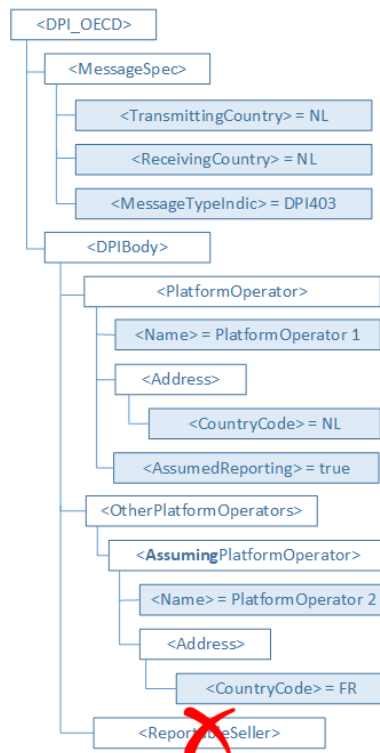 <DPI_OECD>
<MessageSpec>
<TransmittingCountry> = NL
<ReceivingCountry> = NL
<MessageTypeIndic> = DPI403
<DPIBody>
<PlatformOperator>
<Name> = PlatformOperator 1
<Address>
<CountryCode> = NL
<AssumedReporting> = true
<OtherPlatformOperators>
<AssumingPlatformOperator>
<Name> = PlatformOperator 2
<Address>
<CountryCode> = FR
<ReportableSeller>